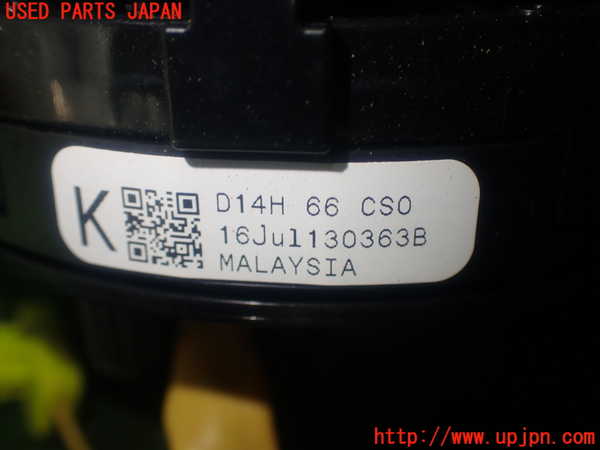 USED PARTS JAPAN
K
D14H 66 CS0
16Jul130363B
MALAYSIA
http://www.upjpn.com/